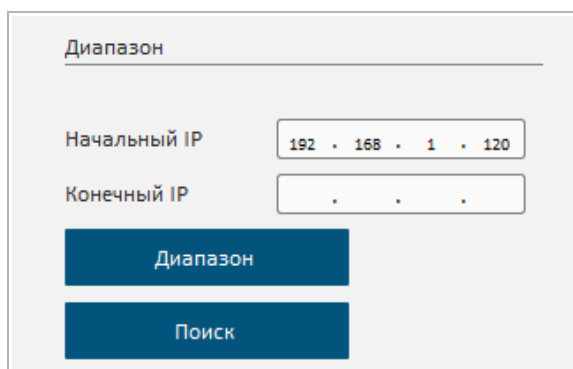 Диапазон
Начальный IP 192 . 168 . 1 . 120
Конечный IP . . .
Диапазон
Поиск